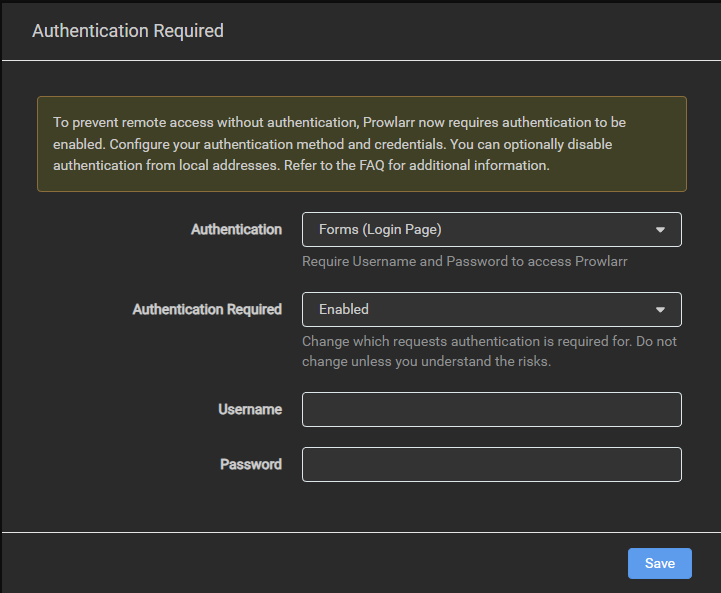 Authentication Required
To prevent remote access without authentication, Prowlarr now requires authentication to be
enabled. Configure your authentication method and credentials. You can optionally disable
authentication from local addresses. Refer to the FAQ for additional information.
Authentication
Forms (Login Page)
Require Username and Password to access Prowlarr
Authentication Required
Enabled
Change which requests authentication is required for. Do not
change unless you understand the risks.
Username
Password
Save